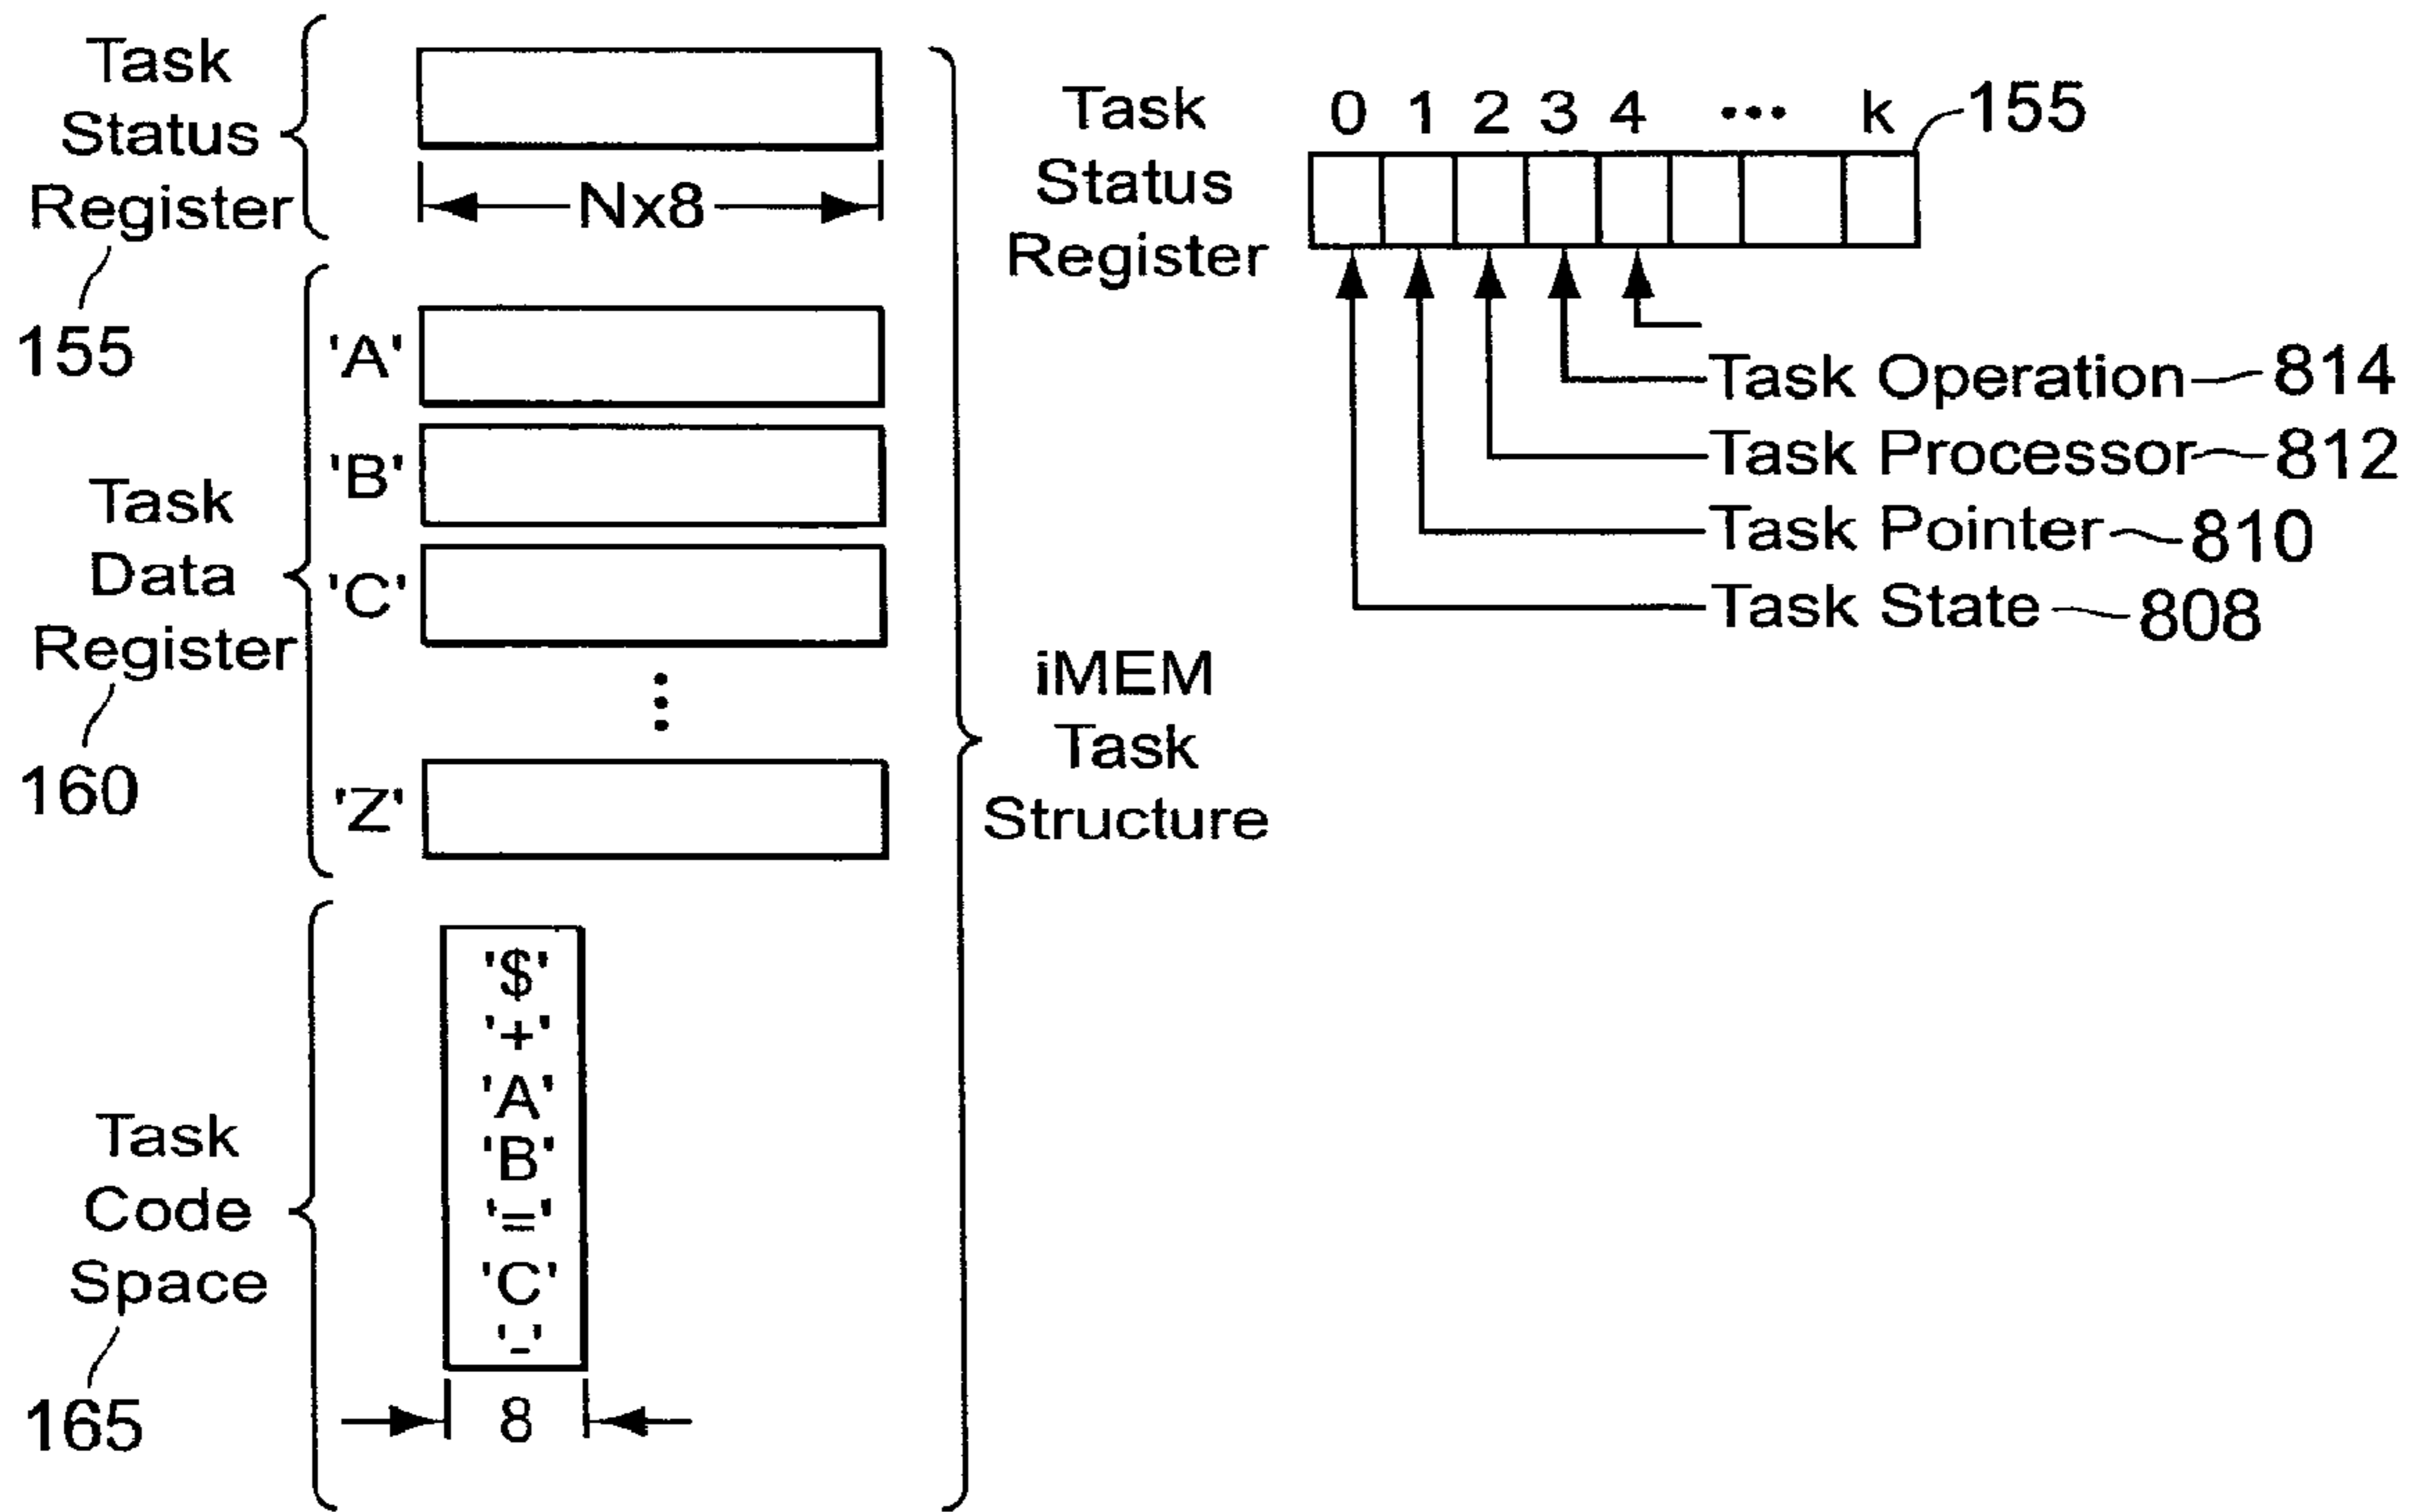 Task
Status
Register
155
Nx8
Task
Data
Register
160
'A'
'B'
'C'
⋮
'Z'
Task
Code
Space
165
'$'
'+'
'A'
'B'
'='
'C'
'-'
8
iMEM
Task
Structure
Task
Status
Register
0 1 2 3 4 ... k
155
Task Operation 814
Task Processor 812
Task Pointer 810
Task State 808